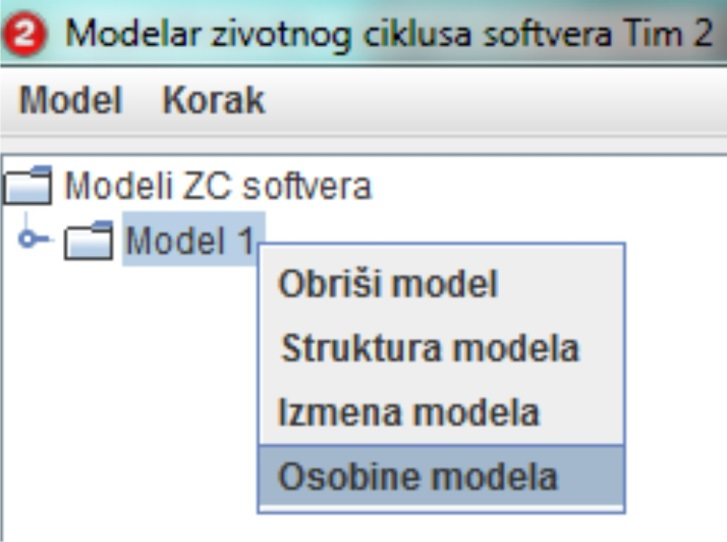 2 Modelar zivotnog ciklusa softvera Tim 2
Model Korak
Modeli ZC softvera
Model 1
Obriši model
Struktura modela
Izmena modela
Osobine modela